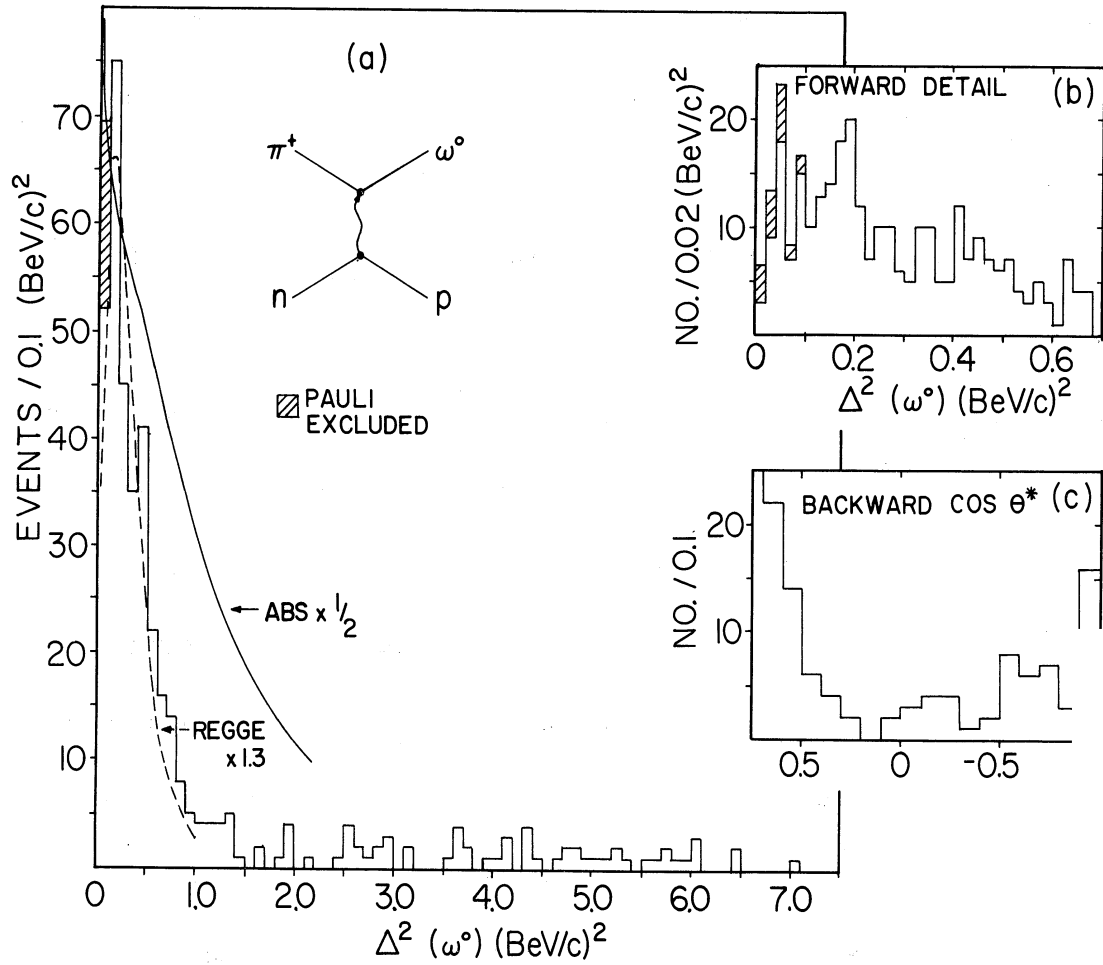 (a)
π⁺
ω°
n
p
PAULI
EXCLUDED
ABS x 1/2
REGGE
x1.3
EVENTS / 0.1 (BeV/c)²
70
60
50
40
30
20
10
0
1.0
2.0
3.0
4.0
5.0
6.0
7.0
Δ² (ω°) (BeV/c)²
FORWARD DETAIL
(b)
NO. / 0.02 (BeV/c)²
20
10
0
0.2
0.4
0.6
Δ² (ω°) (BeV/c)²
BACKWARD COS θ* (c)
NO. / 0.1
20
10
0.5
0
-0.5